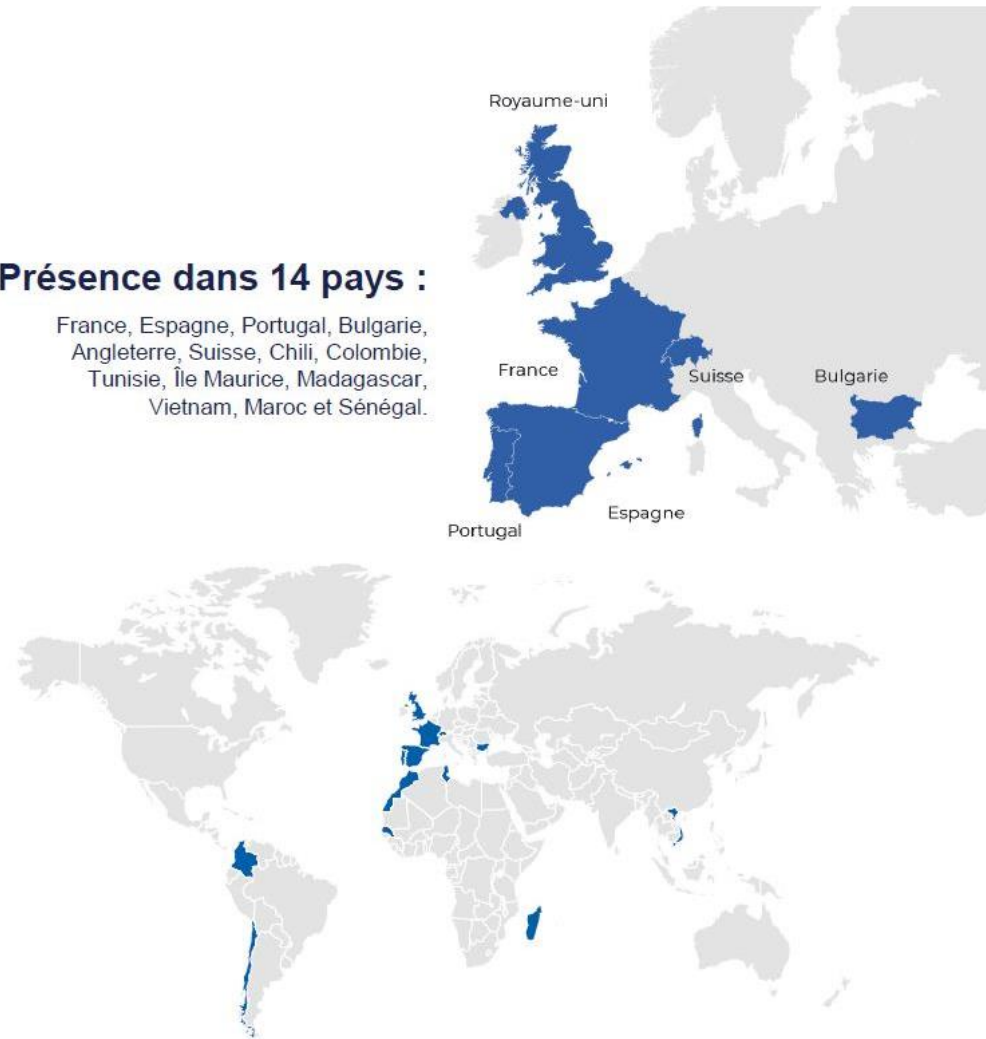 Royaume-uni
Présence dans 14 pays :
France, Espagne, Portugal, Bulgarie,
Angleterre, Suisse, Chili, Colombie,
Tunisie, Île Maurice, Madagascar,
Vietnam, Maroc et Sénégal.
France
Suisse
Bulgarie
Espagne
Portugal